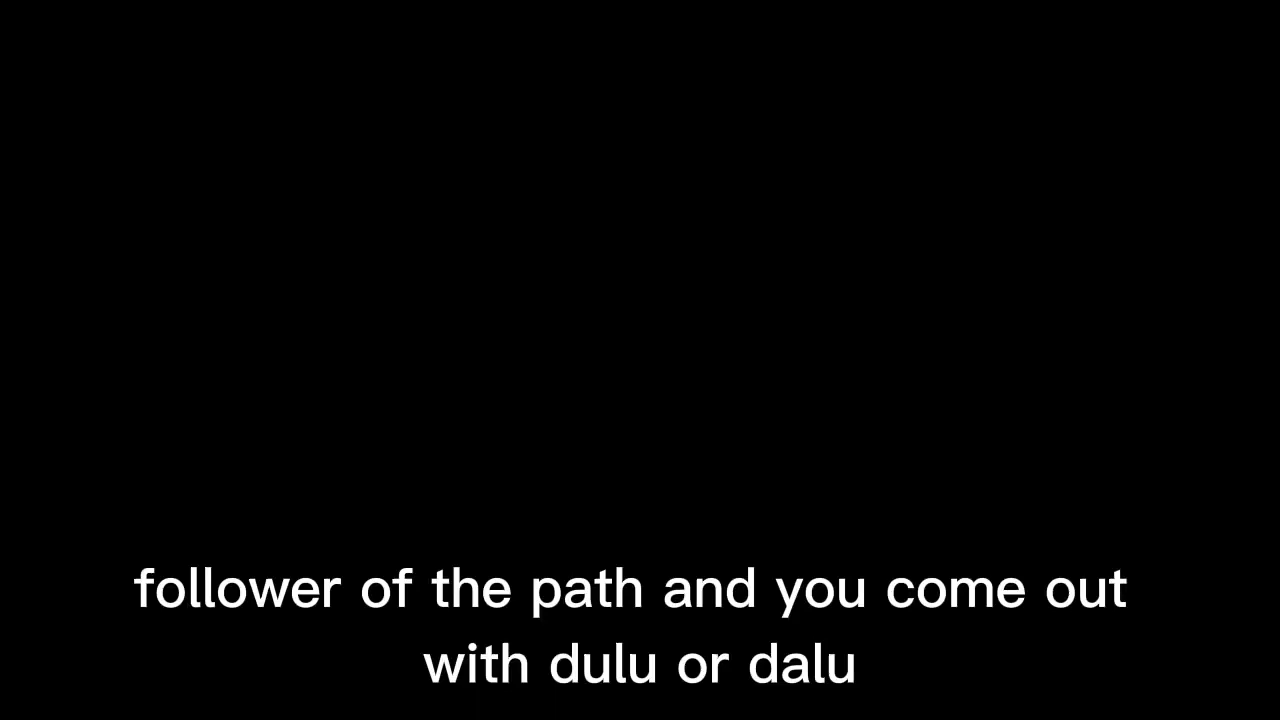 follower of the path and you come out
with dulu or dalu